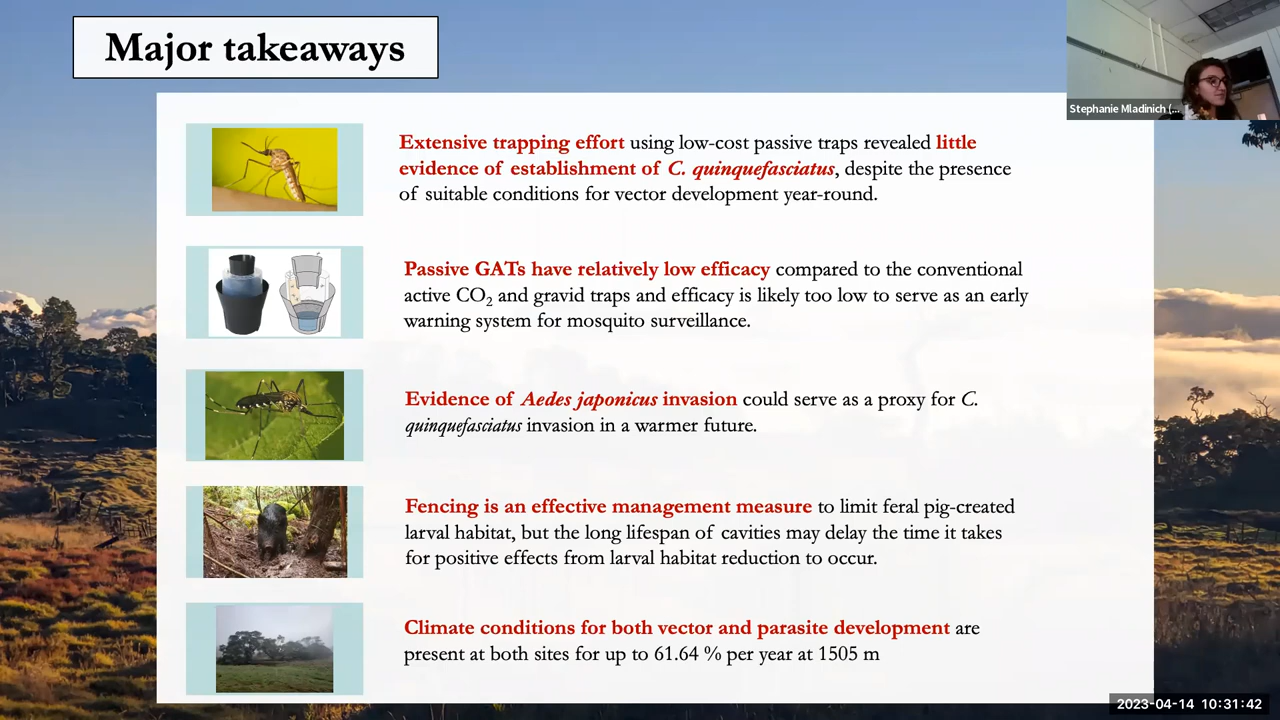 Major takeaways
Stephanie Mladinich (...
Extensive trapping effort using low-cost passive traps revealed little
evidence of establishment of C. quinquefasciatus, despite the presence
of suitable conditions for vector development year-round.
Passive GATs have relatively low efficacy compared to the conventional
active CO₂ and gravid traps and efficacy is likely too low to serve as an early
warning system for mosquito surveillance.
Evidence of Aedes japonicus invasion could serve as a proxy for C.
quinquefasciatus invasion in a warmer future.
Fencing is an effective management measure to limit feral pig-created
larval habitat, but the long lifespan of cavities may delay the time it takes
for positive effects from larval habitat reduction to occur.
Climate conditions for both vector and parasite development are
present at both sites for up to 61.64 % per year at 1505 m
2023-04-14 10:31:42